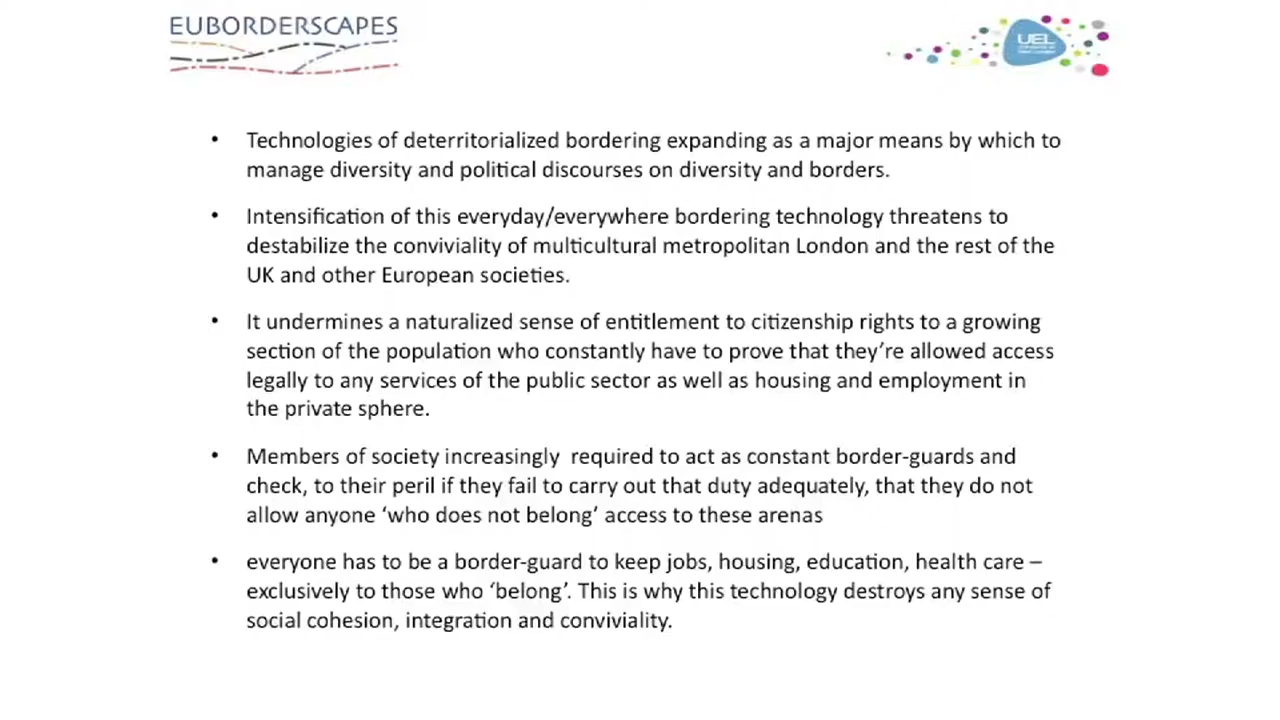 EUBORDERSCAPES
UEL
• Technologies of deterritorialized bordering expanding as a major means by which to
manage diversity and political discourses on diversity and borders.
• Intensification of this everyday/everywhere bordering technology threatens to
destabilize the conviviality of multicultural metropolitan London and the rest of the
UK and other European societies.
• It undermines a naturalized sense of entitlement to citizenship rights to a growing
section of the population who constantly have to prove that they’re allowed access
legally to any services of the public sector as well as housing and employment in
the private sphere.
• Members of society increasingly  required to act as constant border-guards and
check, to their peril if they fail to carry out that duty adequately, that they do not
allow anyone ‘who does not belong’ access to these arenas
• everyone has to be a border-guard to keep jobs, housing, education, health care –
exclusively to those who ‘belong’. This is why this technology destroys any sense of
social cohesion, integration and conviviality.